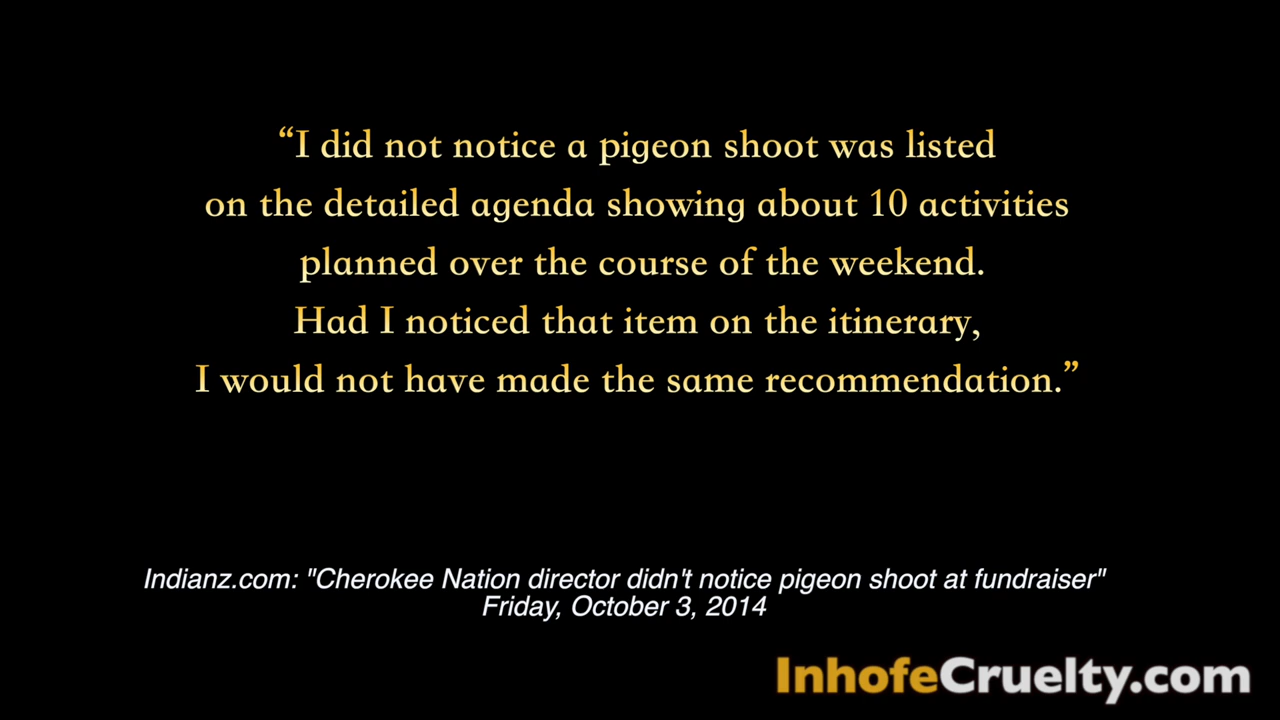 “I did not notice a pigeon shoot was listed
on the detailed agenda showing about 10 activities
planned over the course of the weekend.
Had I noticed that item on the itinerary,
I would not have made the same recommendation.”
Indianz.com: "Cherokee Nation director didn't notice pigeon shoot at fundraiser"
Friday, October 3, 2014
InhofeCruelty.com